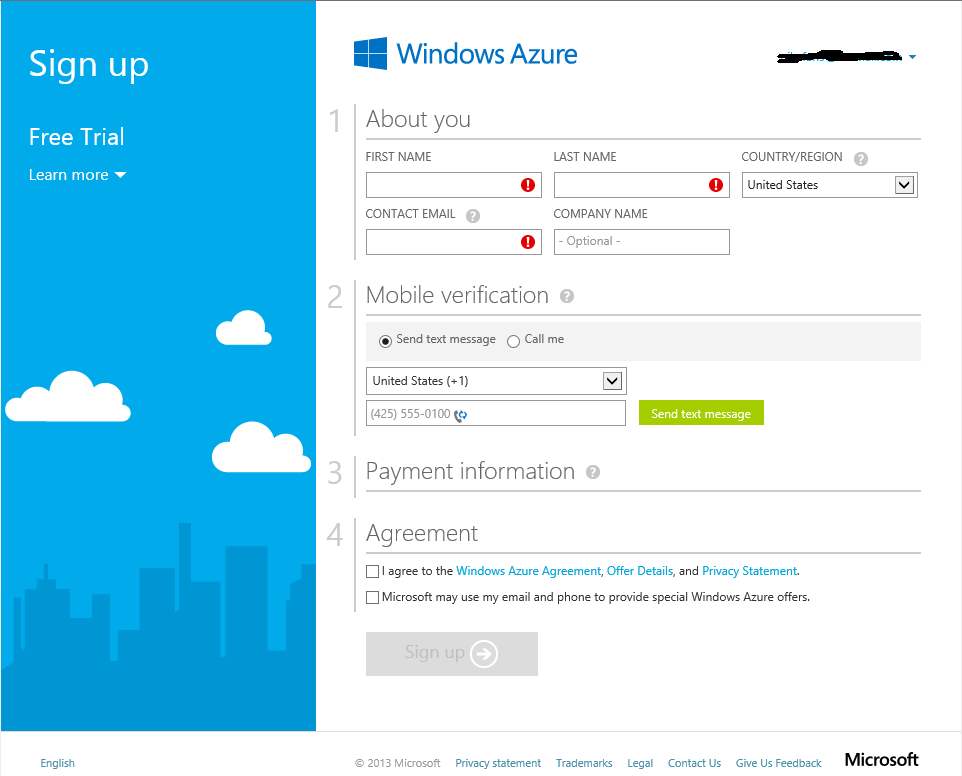 Sign up
Free Trial
Learn more
Windows Azure
1 About you
FIRST NAME LAST NAME COUNTRY/REGION ?
! ! United States
CONTACT EMAIL ? COMPANY NAME
! - Optional -
2 Mobile verification ?
Send text message Call me
United States (+1)
(425) 555-0100 Send text message
3 Payment information ?
4 Agreement
I agree to the Windows Azure Agreement, Offer Details, and Privacy Statement.
Microsoft may use my email and phone to provide special Windows Azure offers.
Sign up
English © 2013 Microsoft Privacy statement Trademarks Legal Contact Us Give Us Feedback Microsoft